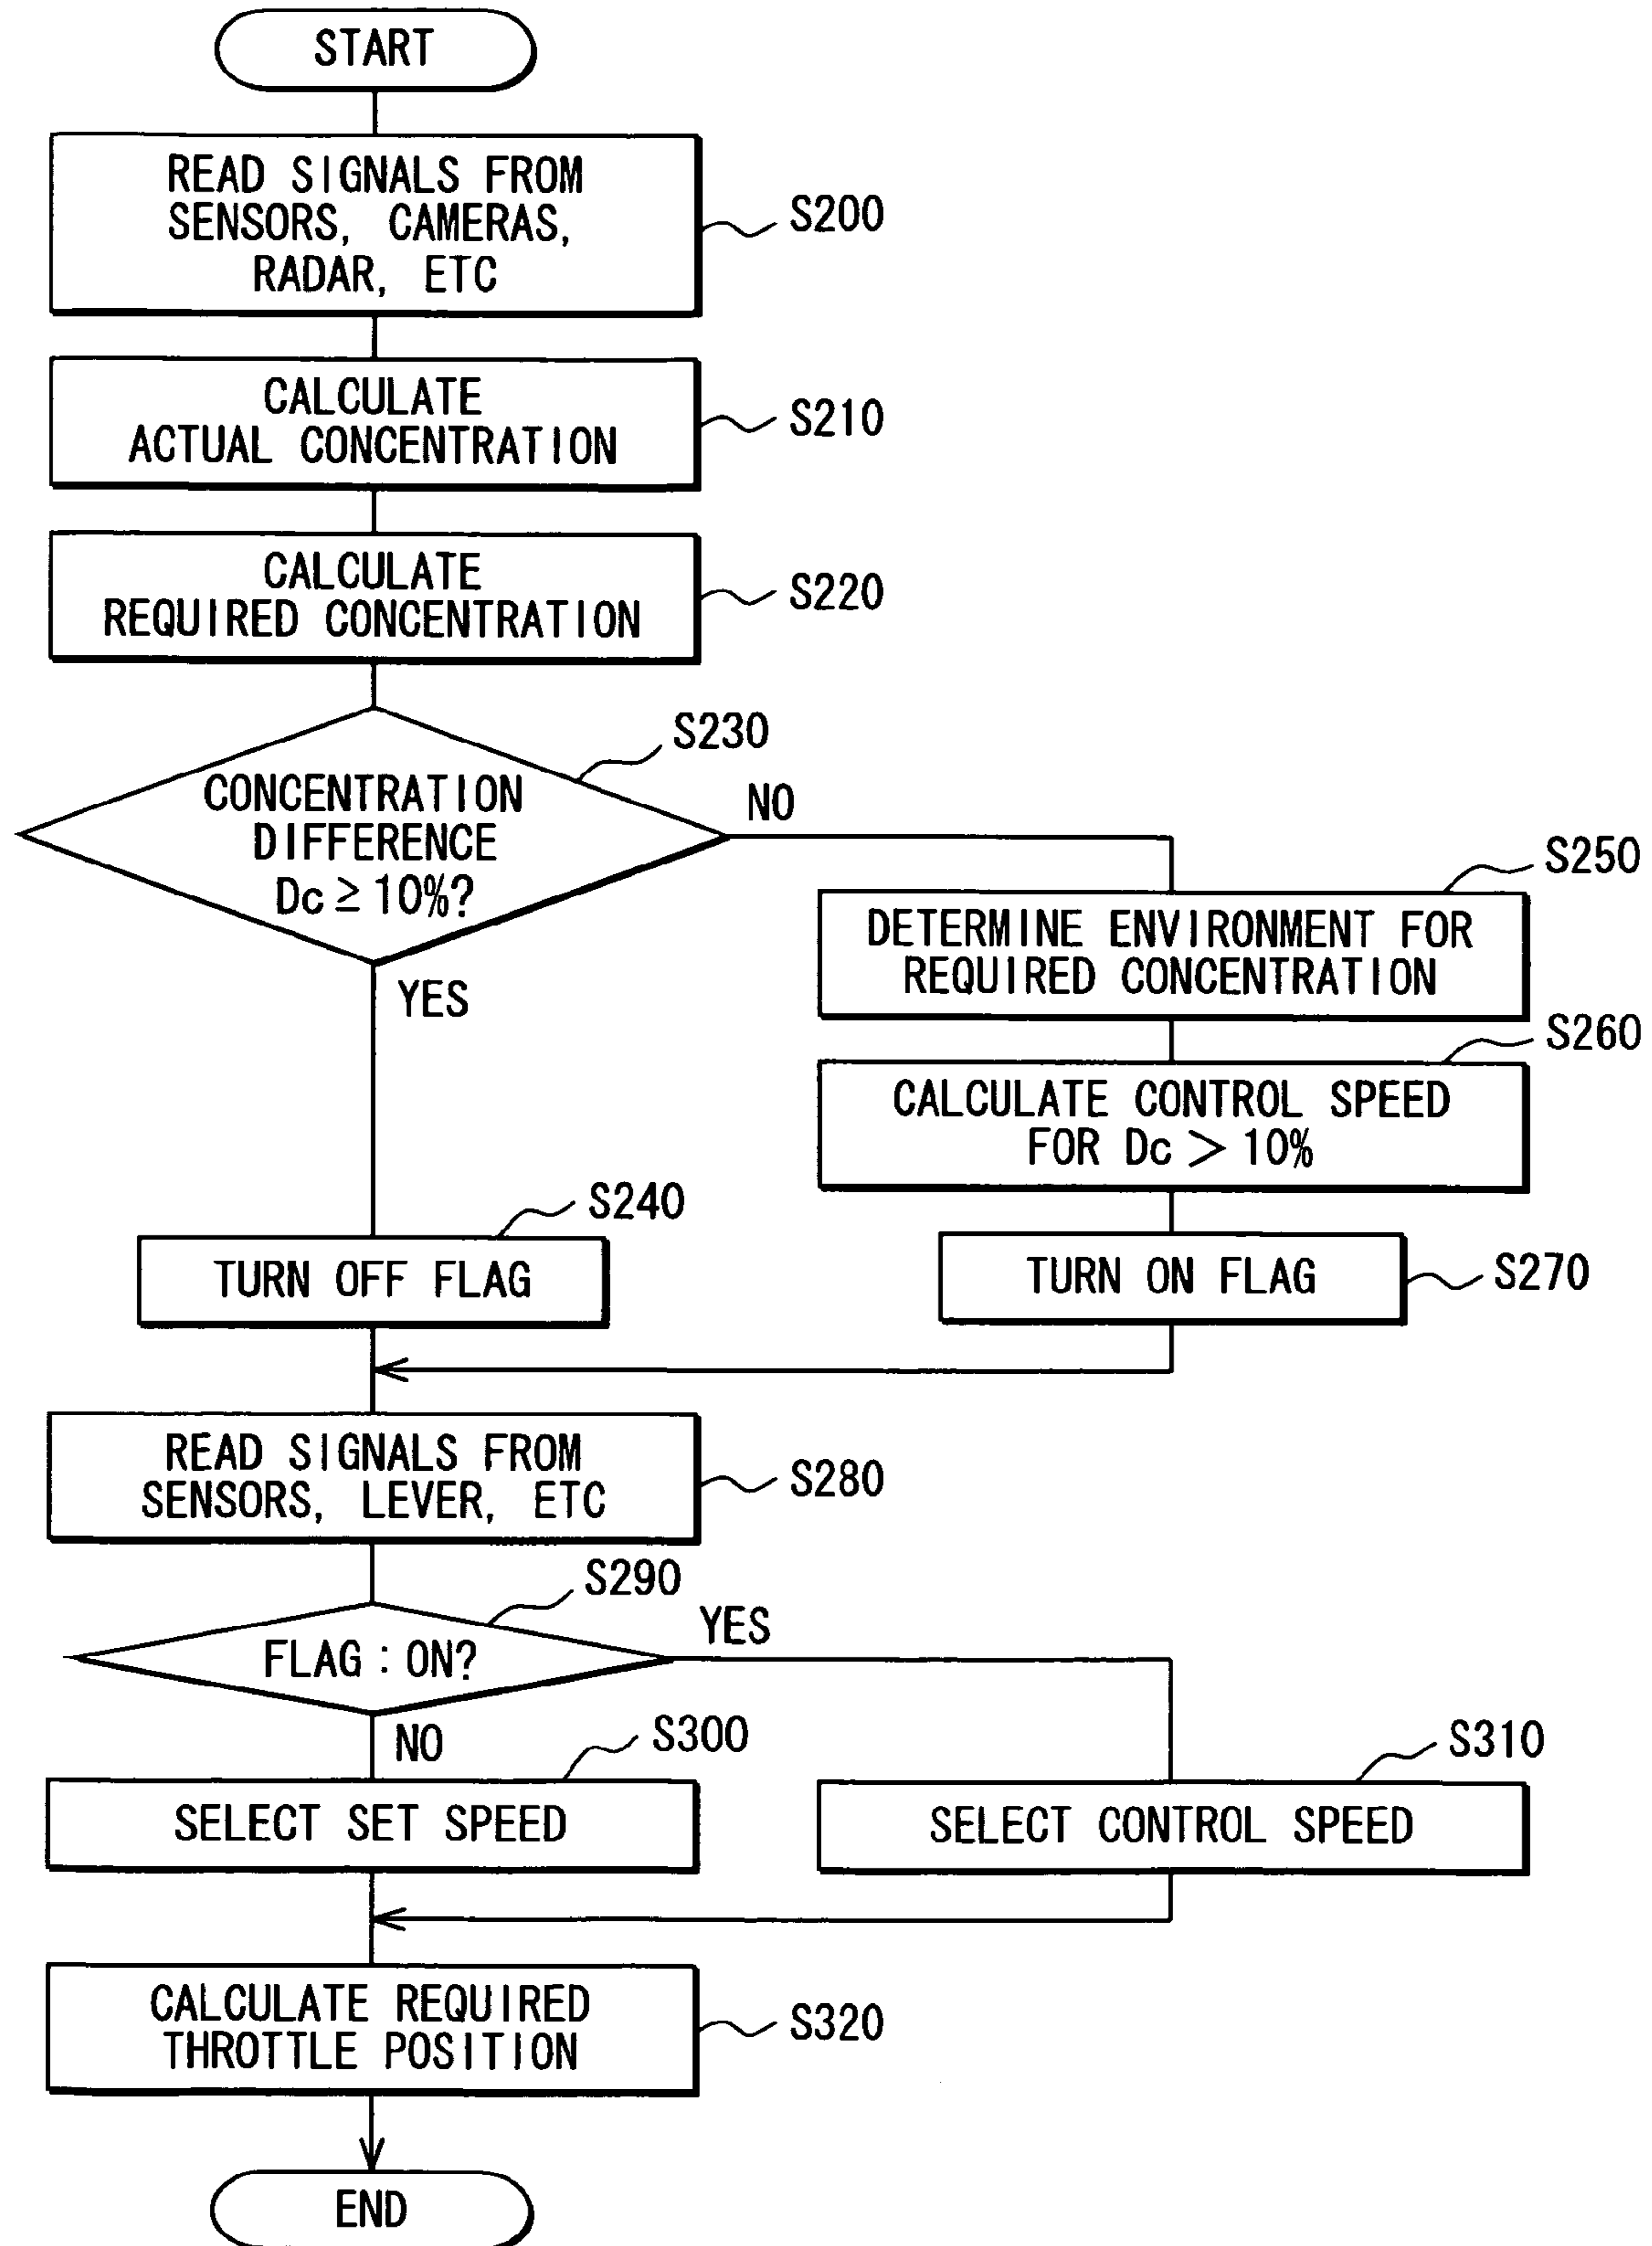 START
READ SIGNALS FROM
SENSORS, CAMERAS,
RADAR, ETC
S200
CALCULATE
ACTUAL CONCENTRATION
S210
CALCULATE
REQUIRED CONCENTRATION
S220
S230
CONCENTRATION
DIFFERENCE
Dc ≥ 10%?
NO
YES
S250
DETERMINE ENVIRONMENT FOR
REQUIRED CONCENTRATION
S260
CALCULATE CONTROL SPEED
FOR Dc > 10%
S240
TURN OFF FLAG
TURN ON FLAG
S270
READ SIGNALS FROM
SENSORS, LEVER, ETC
S280
S290
FLAG : ON?
YES
NO
S300
SELECT SET SPEED
S310
SELECT CONTROL SPEED
CALCULATE REQUIRED
THROTTLE POSITION
S320
END